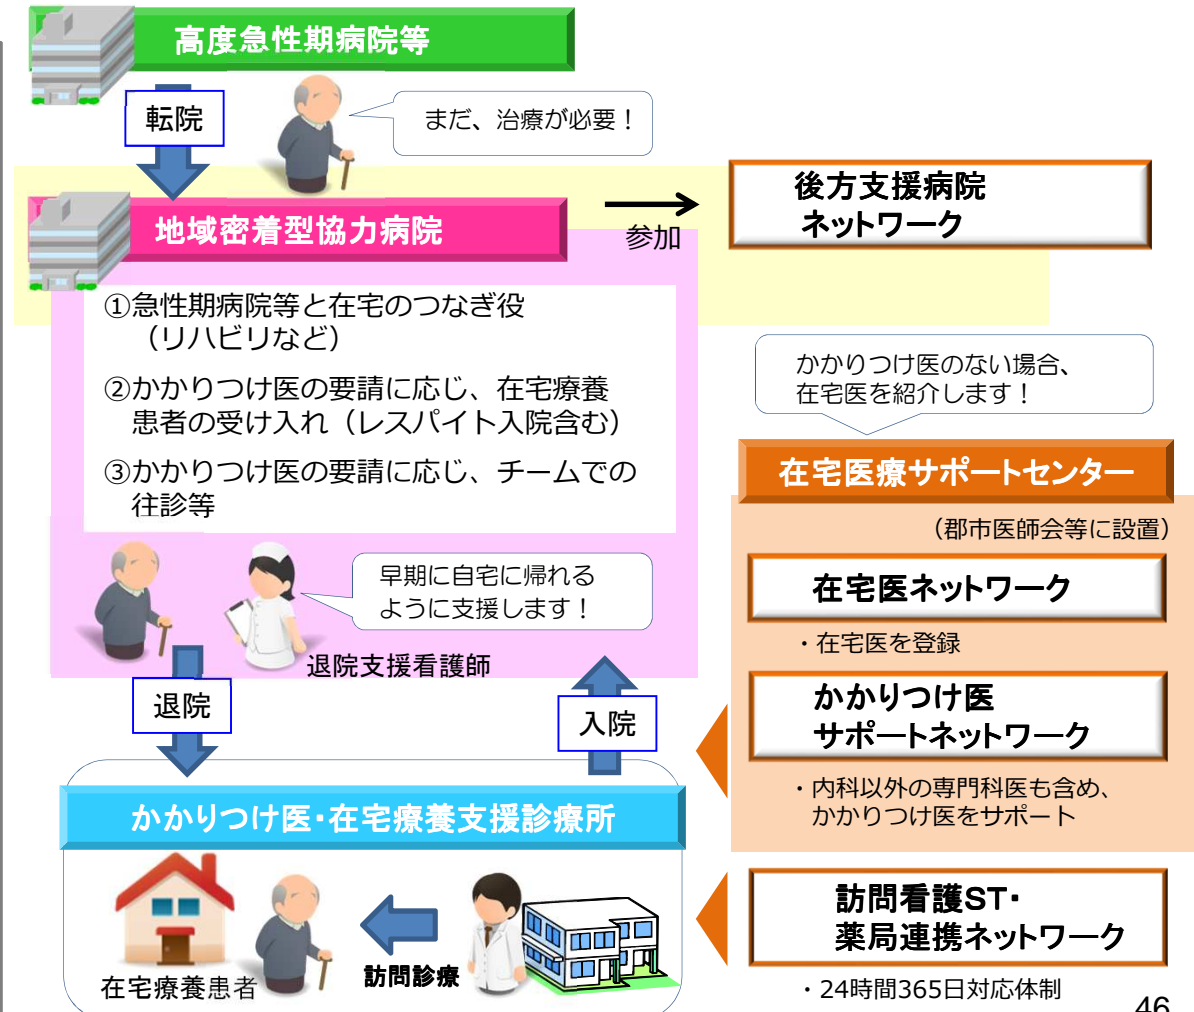 高度急性期病院等
転院
まだ、治療が必要！
地域密着型協力病院
参加
後方支援病院
ネットワーク
①急性期病院等と在宅のつなぎ役
（リハビリなど）
②かかりつけ医の要請に応じ、在宅療養
患者の受け入れ（レスパイト入院含む）
③かかりつけ医の要請に応じ、チームでの
往診等
早期に自宅に帰れる
ように支援します！
退院支援看護師
かかりつけ医のない場合、
在宅医を紹介します！
在宅医療サポートセンター
（郡市医師会等に設置）
在宅医ネットワーク
・在宅医を登録
かかりつけ医
サポートネットワーク
・内科以外の専門科医も含め、
かかりつけ医をサポート
退院
入院
かかりつけ医・在宅療養支援診療所
在宅療養患者
訪問診療
訪問看護ST・
薬局連携ネットワーク
・24時間365日対応体制
46